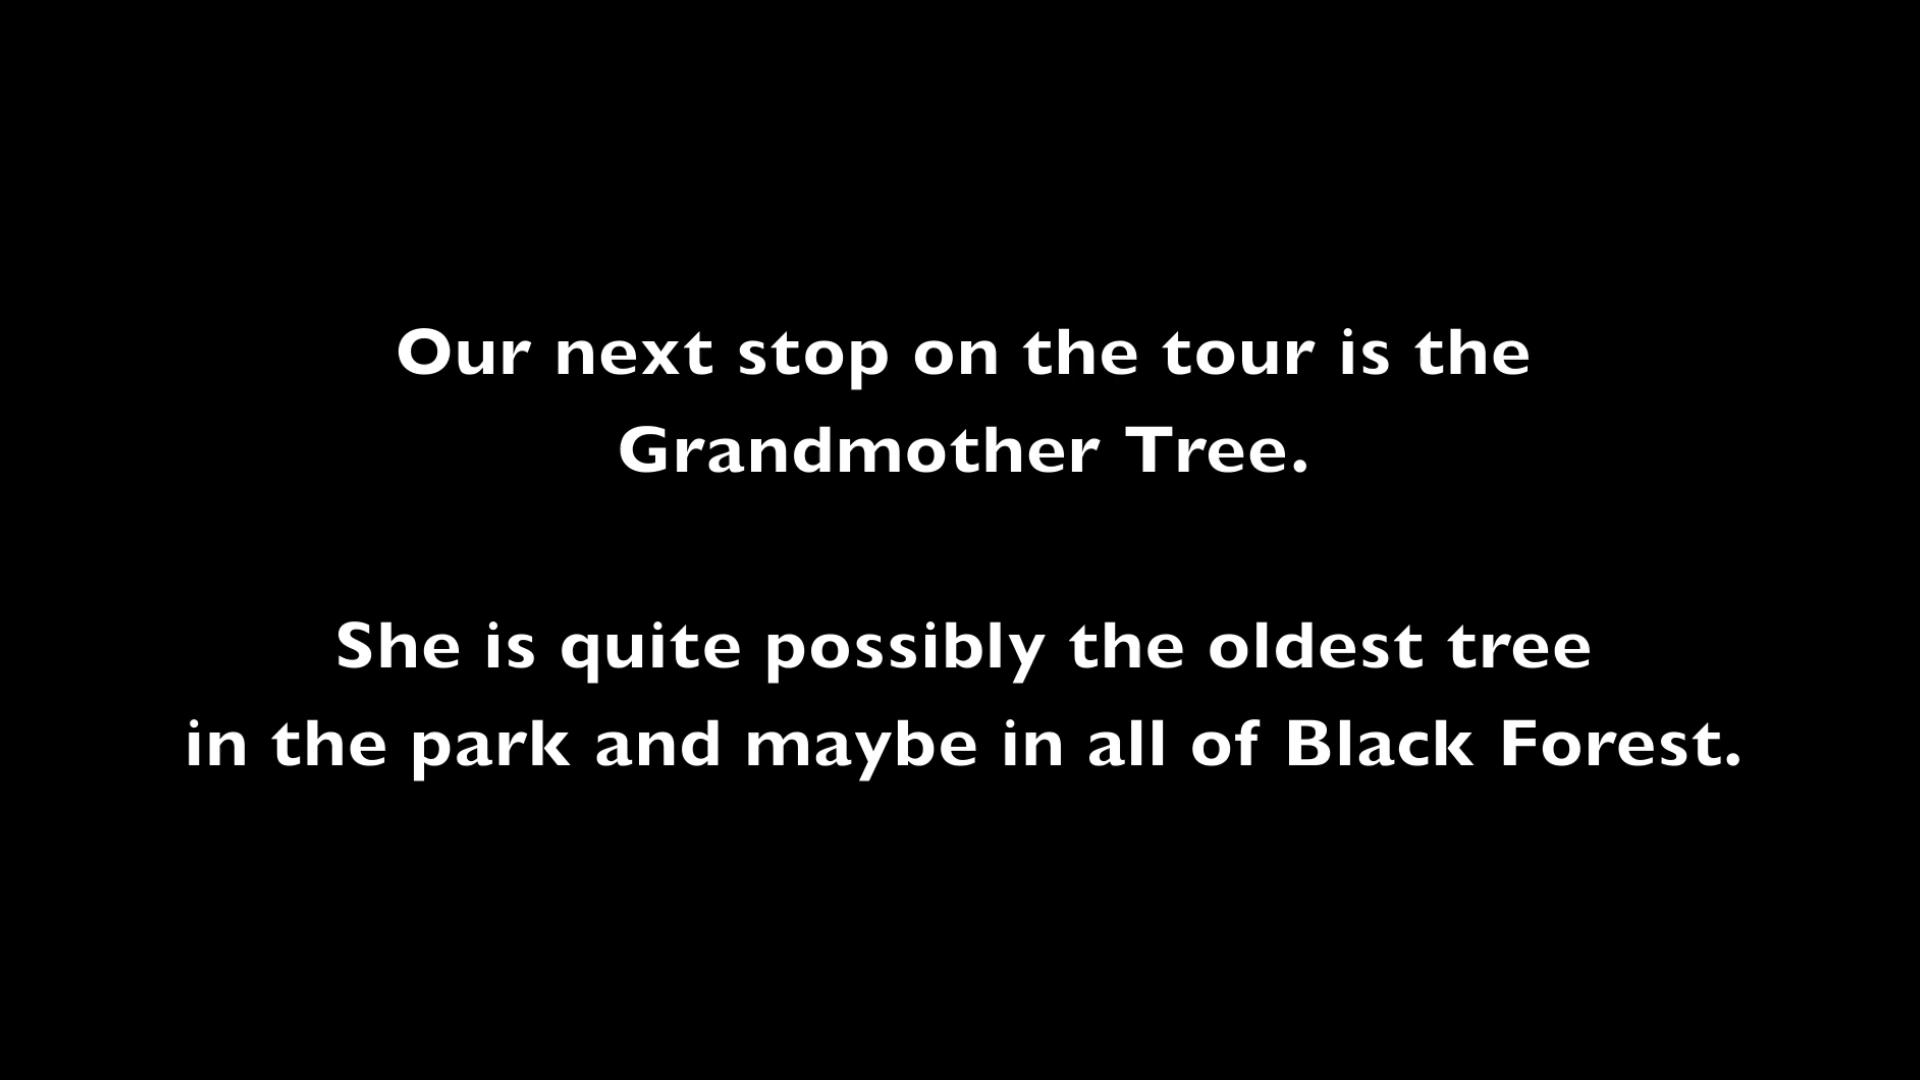 Our next stop on the tour is the
Grandmother Tree.
She is quite possibly the oldest tree
in the park and maybe in all of Black Forest.